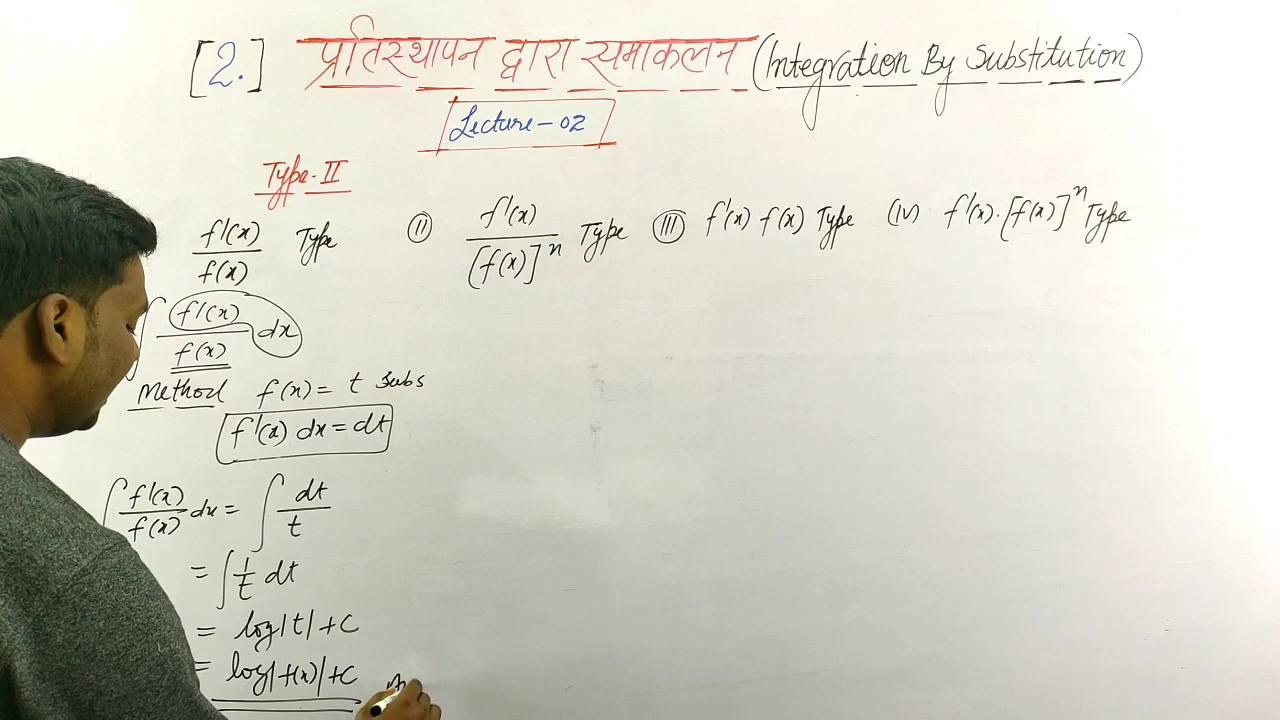 [2.] प्रतिस्थापन द्वारा समाकलन (Integration By Substitution)
Lecture-02
Type-II
f'(x)/f(x) Type (II) f'(x)/[f(x)]^n Type (III) f'(x) f(x) Type (IV) f'(x).[f(x)]^n Type
∫ f'(x)/f(x) dx
Method f(x) = t Subs
f'(x) dx = dt
∫ f'(x)/f(x) dx = ∫ dt/t
= ∫ 1/t dt
= log|t| + c
= log|f(x)| + c